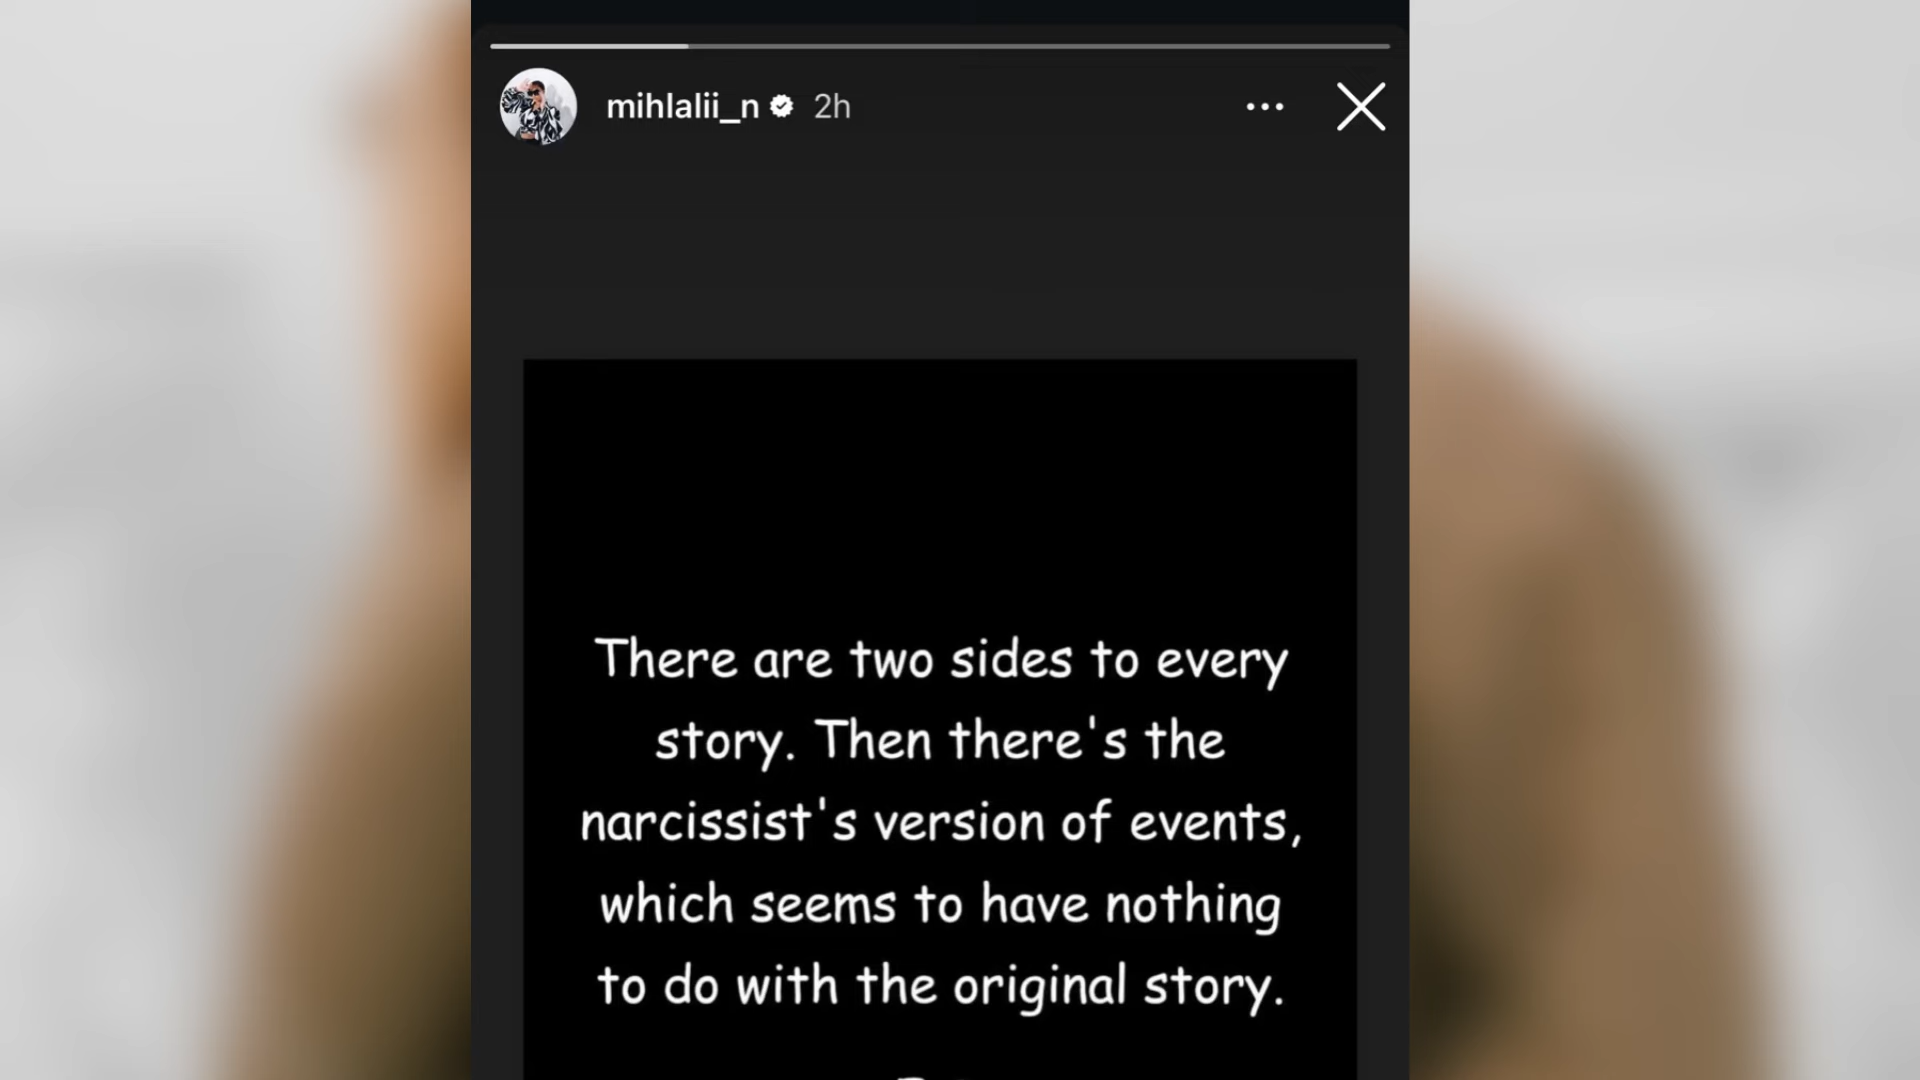 mihlalii_n 2h
There are two sides to every
story. Then there's the
narcissist's version of events,
which seems to have nothing
to do with the original story.